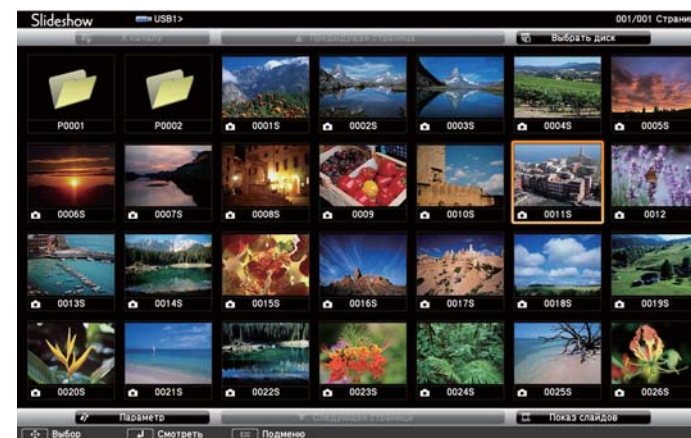 Slideshow USB1> 001/001 Страни
К началу Предыдущая страница Выбрать диск
P0001 P0002 0001S 0002S 0003S 0004S 0005S
0006S 0007S 0008S 0009 0010S 0011S 0012
0013S 0014S 0015S 0016S 0017S 0018S 0019S
0020S 0021S 0022S 0023S 0024S 0025S 0026S
Параметр Следующая страница Показ слайдов
Выбор Смотреть Esc Подменю